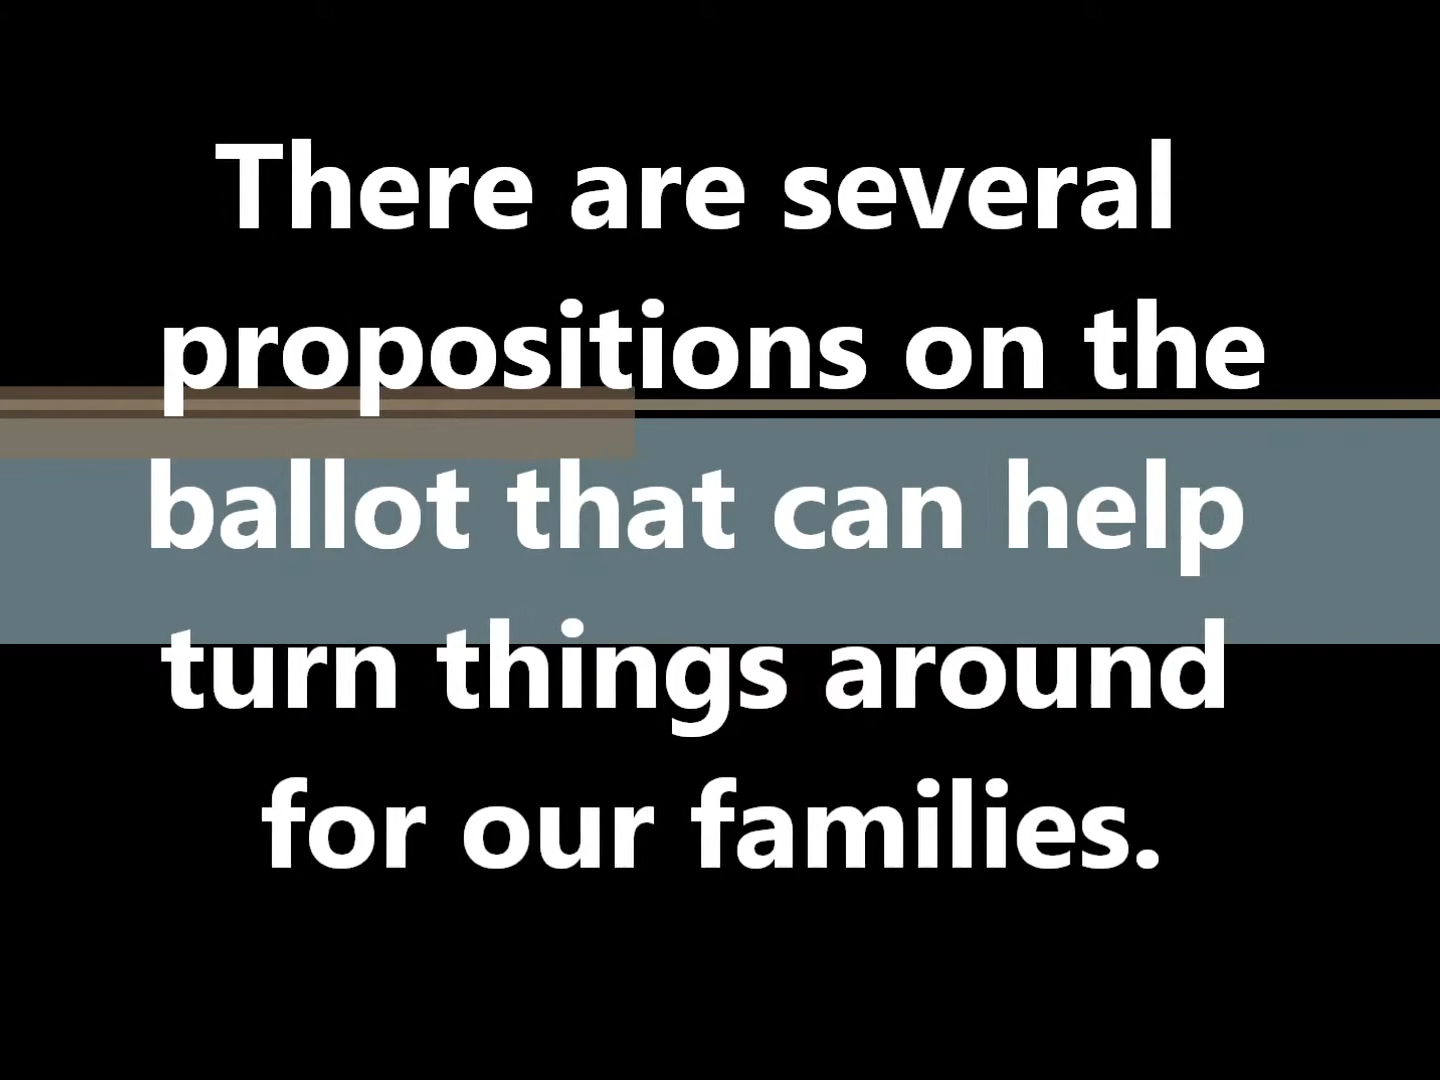 There are several
propositions on the
ballot that can help
turn things around
for our families.